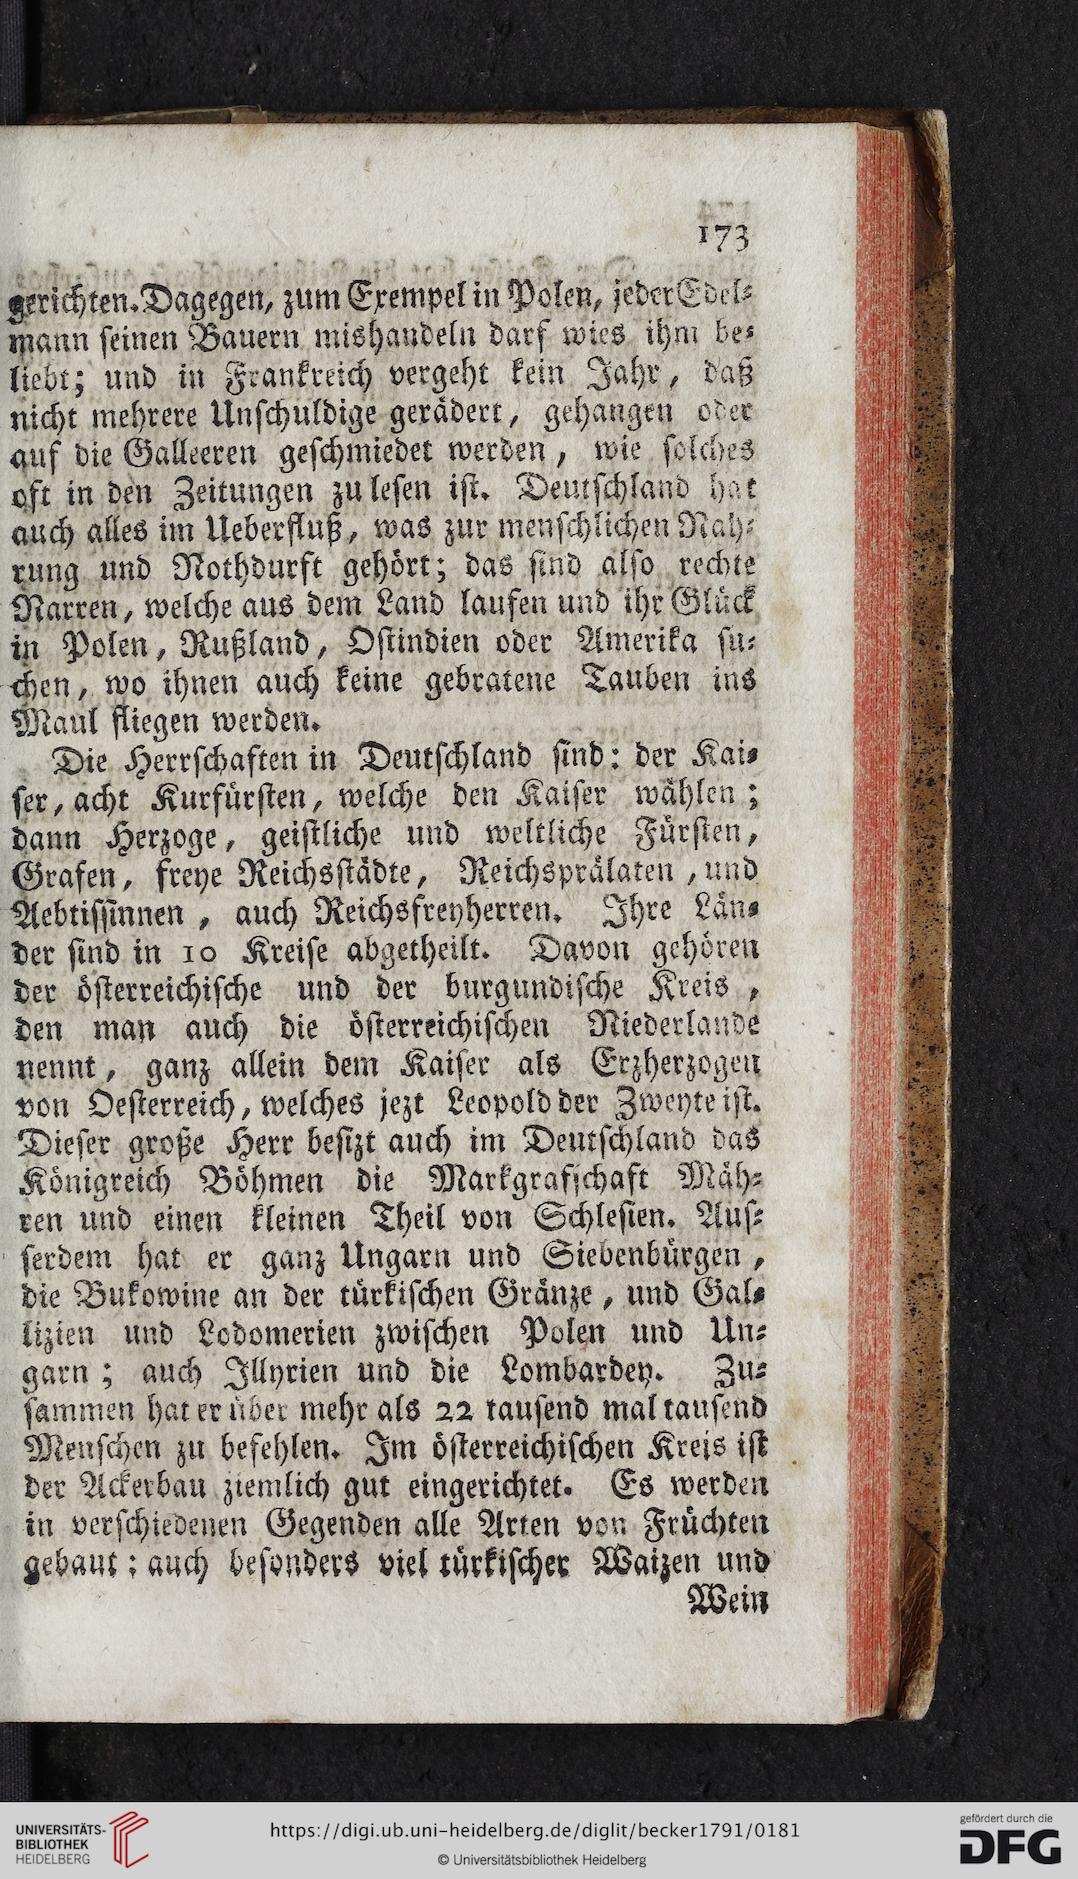 173
gerichten. Dagegen, zum Exempel in Polen, jeder Edel-
mann seinen Bauern mishandeln darf wies ihm be-
liebt; und in Frankreich vergeht kein Jahr, daß
nicht mehrere Unschuldige gerädert, gehangen oder
auf die Galleeren geschmiedet werden, wie solches
oft in den Zeitungen zu lesen ist. Deutschland hat
auch alles im Ueberfluß, was zur menschlichen Nah-
rung und Nothdurft gehört; das sind also rechte
Narren, welche aus dem Land laufen und ihr Glück
in Polen, Rußland, Ostindien oder Amerika su-
chen, wo ihnen auch keine gebratene Tauben ins
Maul fliegen werden.
Die Herrschaften in Deutschland sind: der Kai-
ser, acht Kurfürsten, welche den Kaiser wählen;
dann Herzoge, geistliche und weltliche Fürsten,
Grafen, freye Reichsstädte, Reichsprälaten, und
Aebtissinnen, auch Reichsfreyherren. Ihre Län-
der sind in 10 Kreise abgetheilt. Davon gehören
der österreichische und der burgundische Kreis,
den man auch die österreichischen Niederlande
nennt, ganz allein dem Kaiser als Erzherzogen
von Oesterreich, welches jezt Leopold der Zweyte ist.
Dieser große Herr besizt auch im Deutschland das
Königreich Böhmen die Markgrafschaft Mäh-
ren und einen kleinen Theil von Schlesien. Aus-
serdem hat er ganz Ungarn und Siebenbürgen,
die Bukowine an der türkischen Gränze, und Gal-
lizien und Lodomerien zwischen Polen und Un-
garn; auch Illyrien und die Lombardey. Zu-
sammen hat er über mehr als 22 tausend mal tausend
Menschen zu befehlen. Im österreichischen Kreis ist
der Ackerbau ziemlich gut eingerichtet. Es werden
in verschiedenen Gegenden alle Arten von Früchten
gebaut; auch besonders viel türkischer Waizen und
Wein
UNIVERSITÄTS-
BIBLIOTHEK
HEIDELBERG
https://digi.ub.uni-heidelberg.de/diglit/becker1791/0181
© Universitätsbibliothek Heidelberg
gefördert durch die
DFG